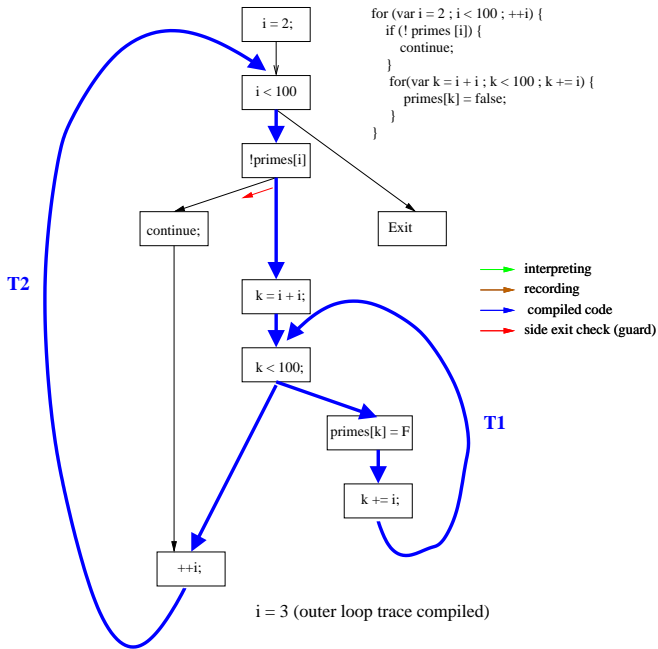 i = 2;
for (var i = 2 ; i < 100 ; ++i) {
if (! primes [i]) {
continue;
}
for(var k = i + i ; k < 100 ; k += i) {
primes[k] = false;
}
}
i < 100
!primes[i]
continue;
Exit
T2
k = i + i;
interpreting
recording
compiled code
side exit check (guard)
k < 100;
primes[k] = F
T1
k += i;
++i;
i = 3 (outer loop trace compiled)